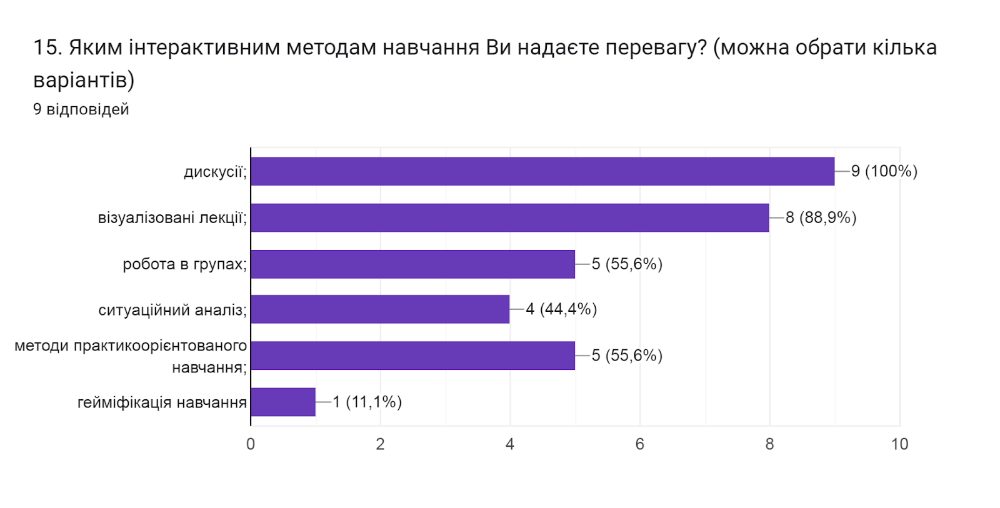 15. Яким інтерактивним методам навчання Ви надаєте перевагу? (можна обрати кілька
варіантів)
9 відповідей
дискусії;
9 (100%)
візуалізовані лекції;
8 (88,9%)
робота в групах;
5 (55,6%)
ситуаційний аналіз;
4 (44,4%)
методи практикоорієнтованого
навчання;
5 (55,6%)
гейміфікація навчання
1 (11,1%)
0 2 4 6 8 10